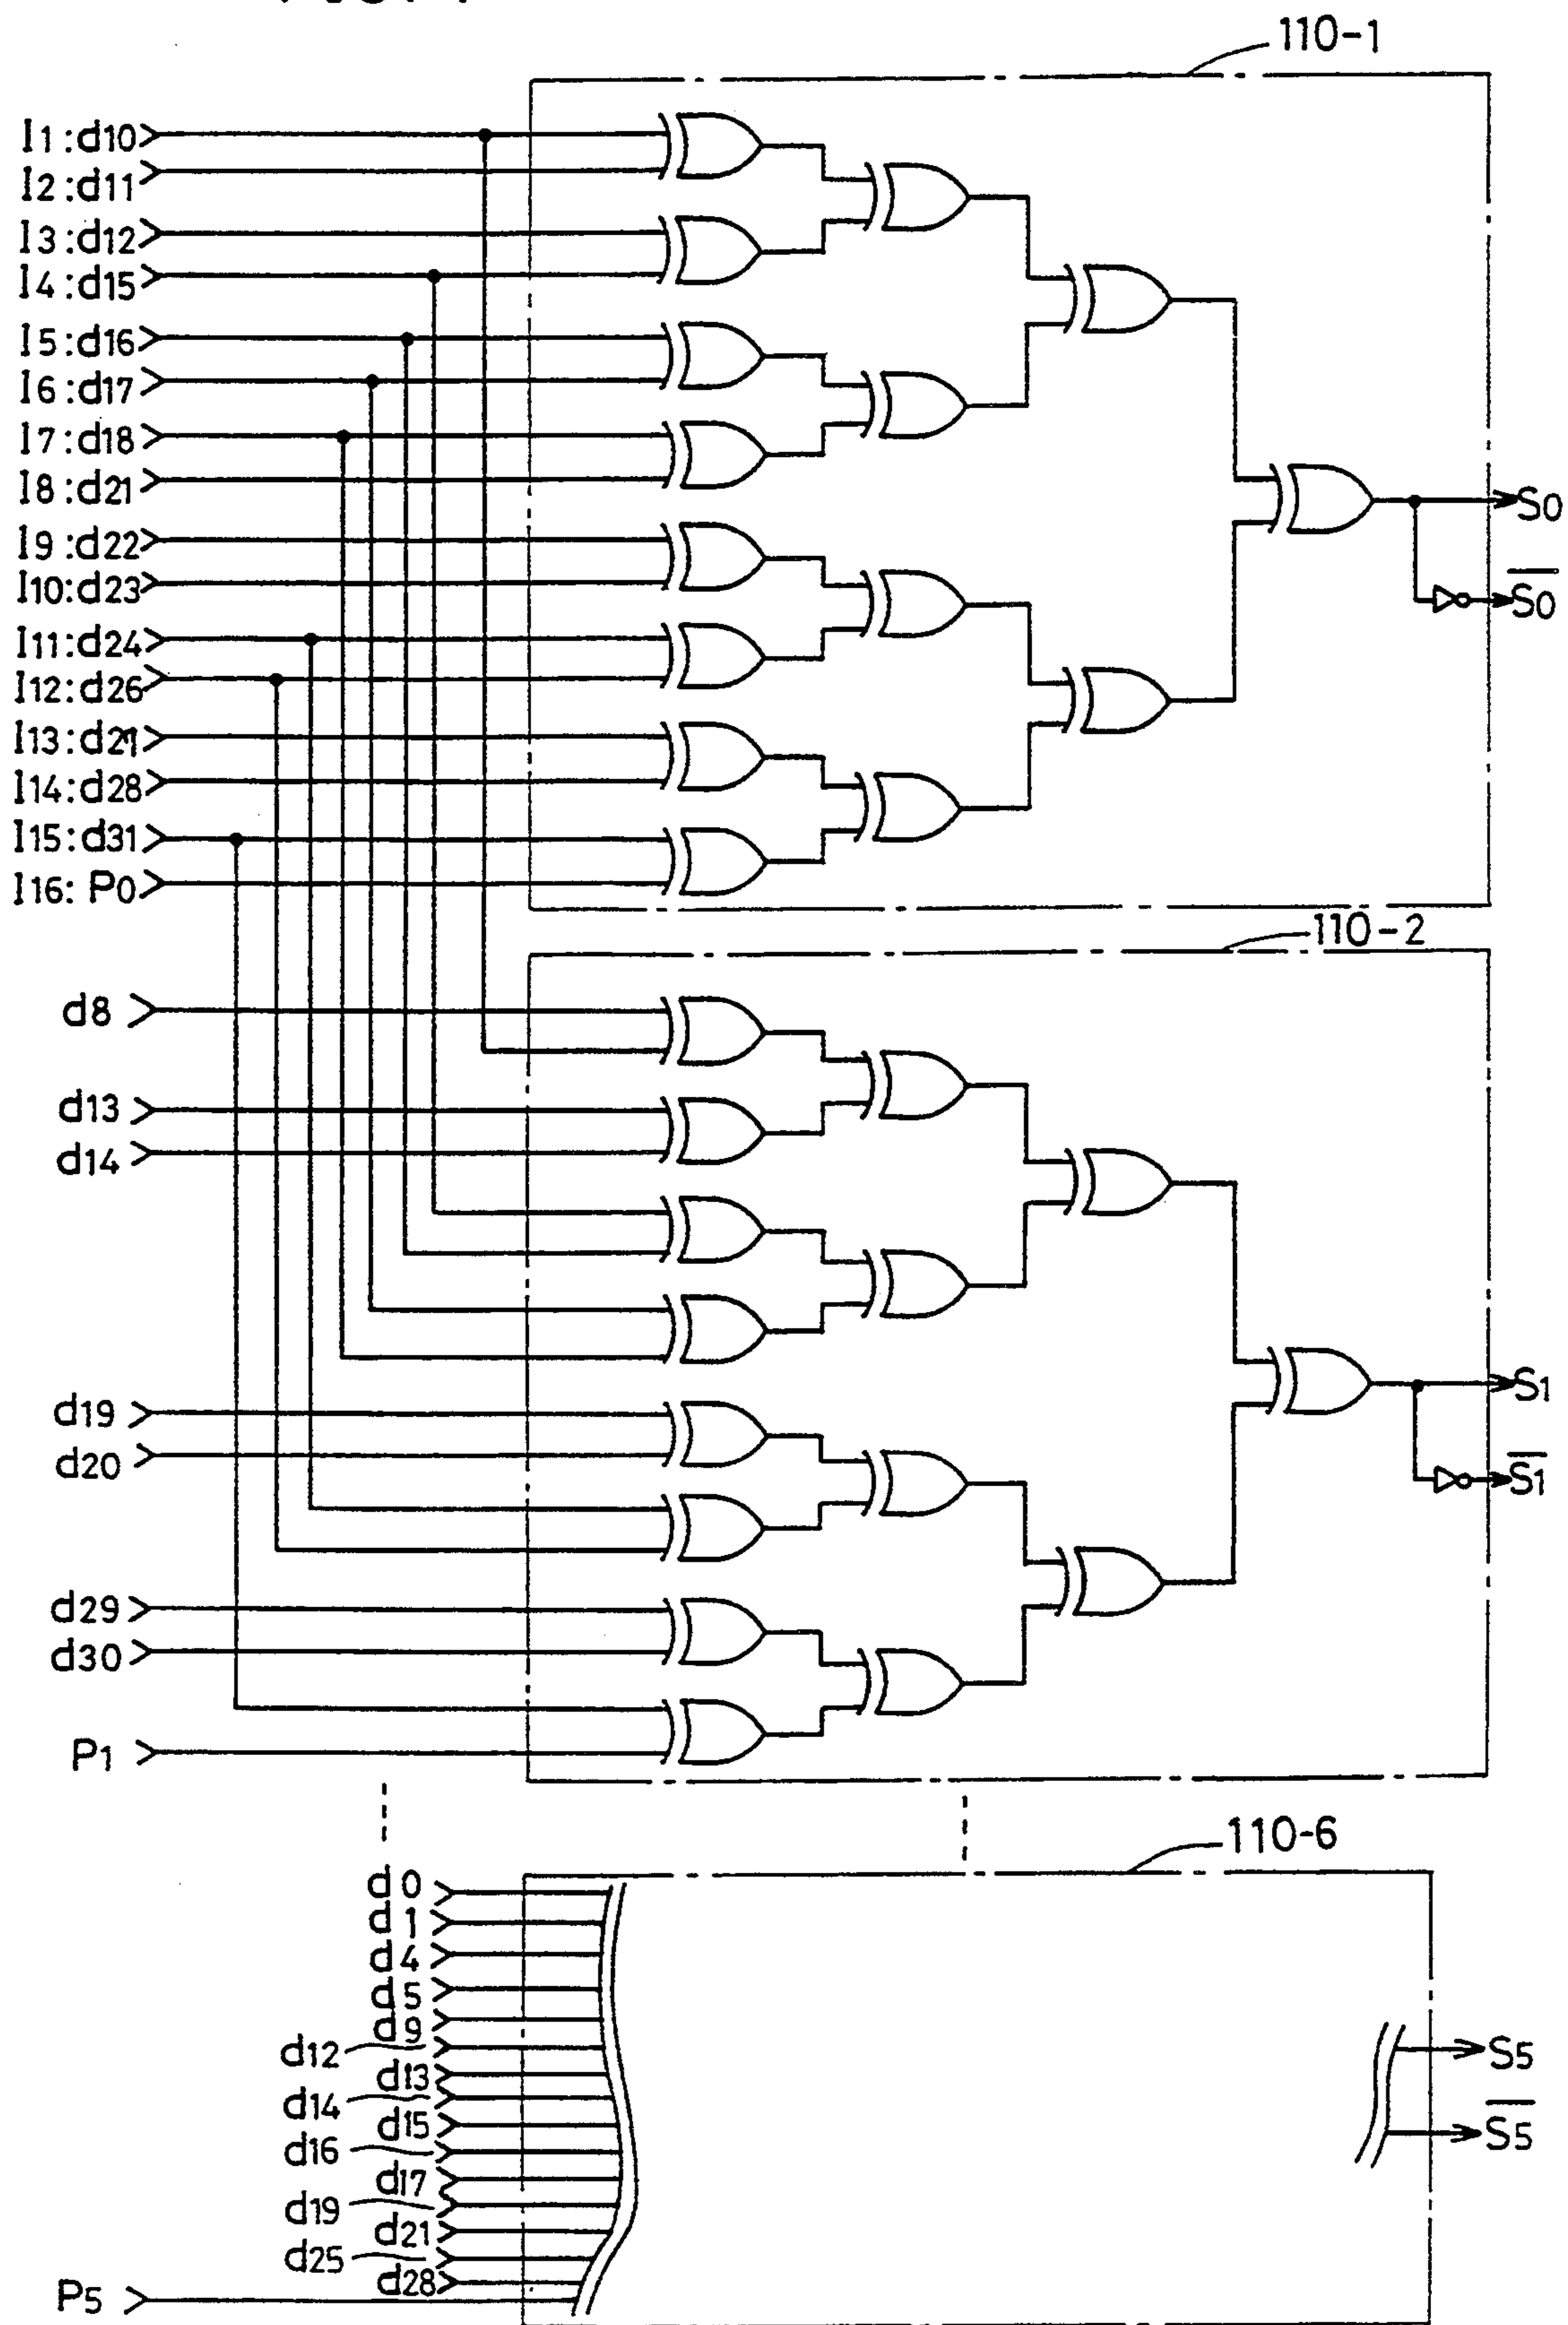 110-1
I1:d10
I2:d11
I3:d12
I4:d15
I5:d16
I6:d17
I7:d18
I8:d21
I9:d22
I10:d23
I11:d24
I12:d26
I13:d27
I14:d28
I15:d31
I16: P0
S0
S0
110-2
d8
d13
d14
d19
d20
d29
d30
P1
S1
S1
110-6
d0
d1
d4
d5
d9
d12
d13
d14
d15
d16
d17
d19
d21
d25
d28
P5
S5
S5